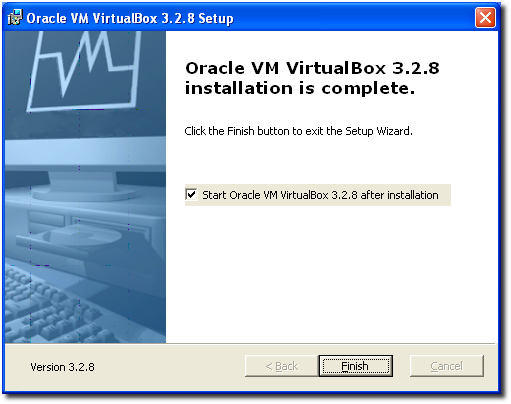 Oracle VM VirtualBox 3.2.8 Setup
Oracle VM VirtualBox 3.2.8
installation is complete.
Click the Finish button to exit the Setup Wizard.
Start Oracle VM VirtualBox 3.2.8 after installation
Version 3.2.8
< Back
Finish
Cancel